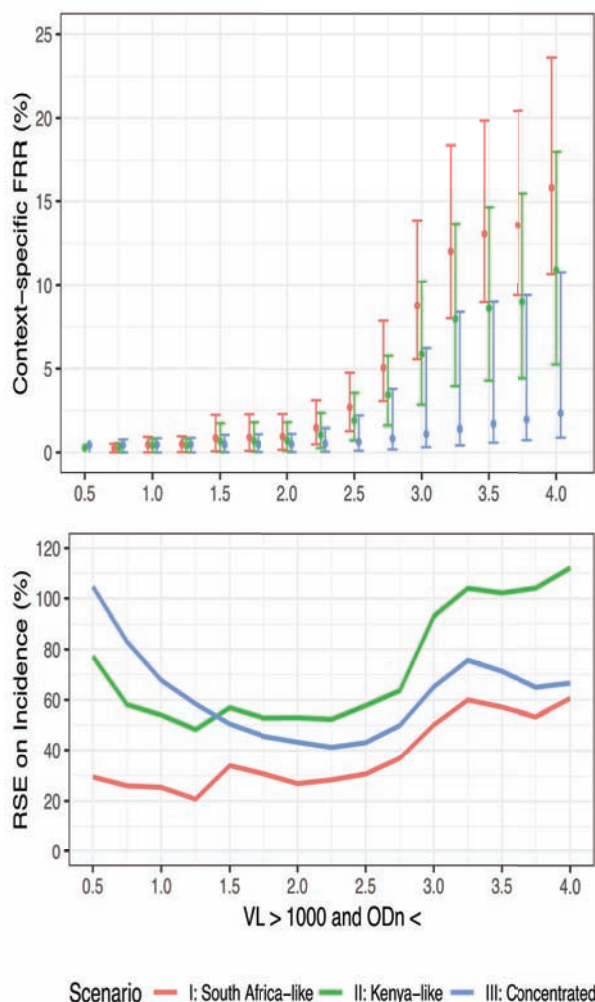 Context-specific FRR (%)
25
20
15
10
5
0
0.5 1.0 1.5 2.0 2.5 3.0 3.5 4.0
RSE on Incidence (%)
120
100
80
60
40
20
0
0.5 1.0 1.5 2.0 2.5 3.0 3.5 4.0
VL > 1000 and ODn <
Scenario I: South Africa-like II: Kenya-like III: Concentrated